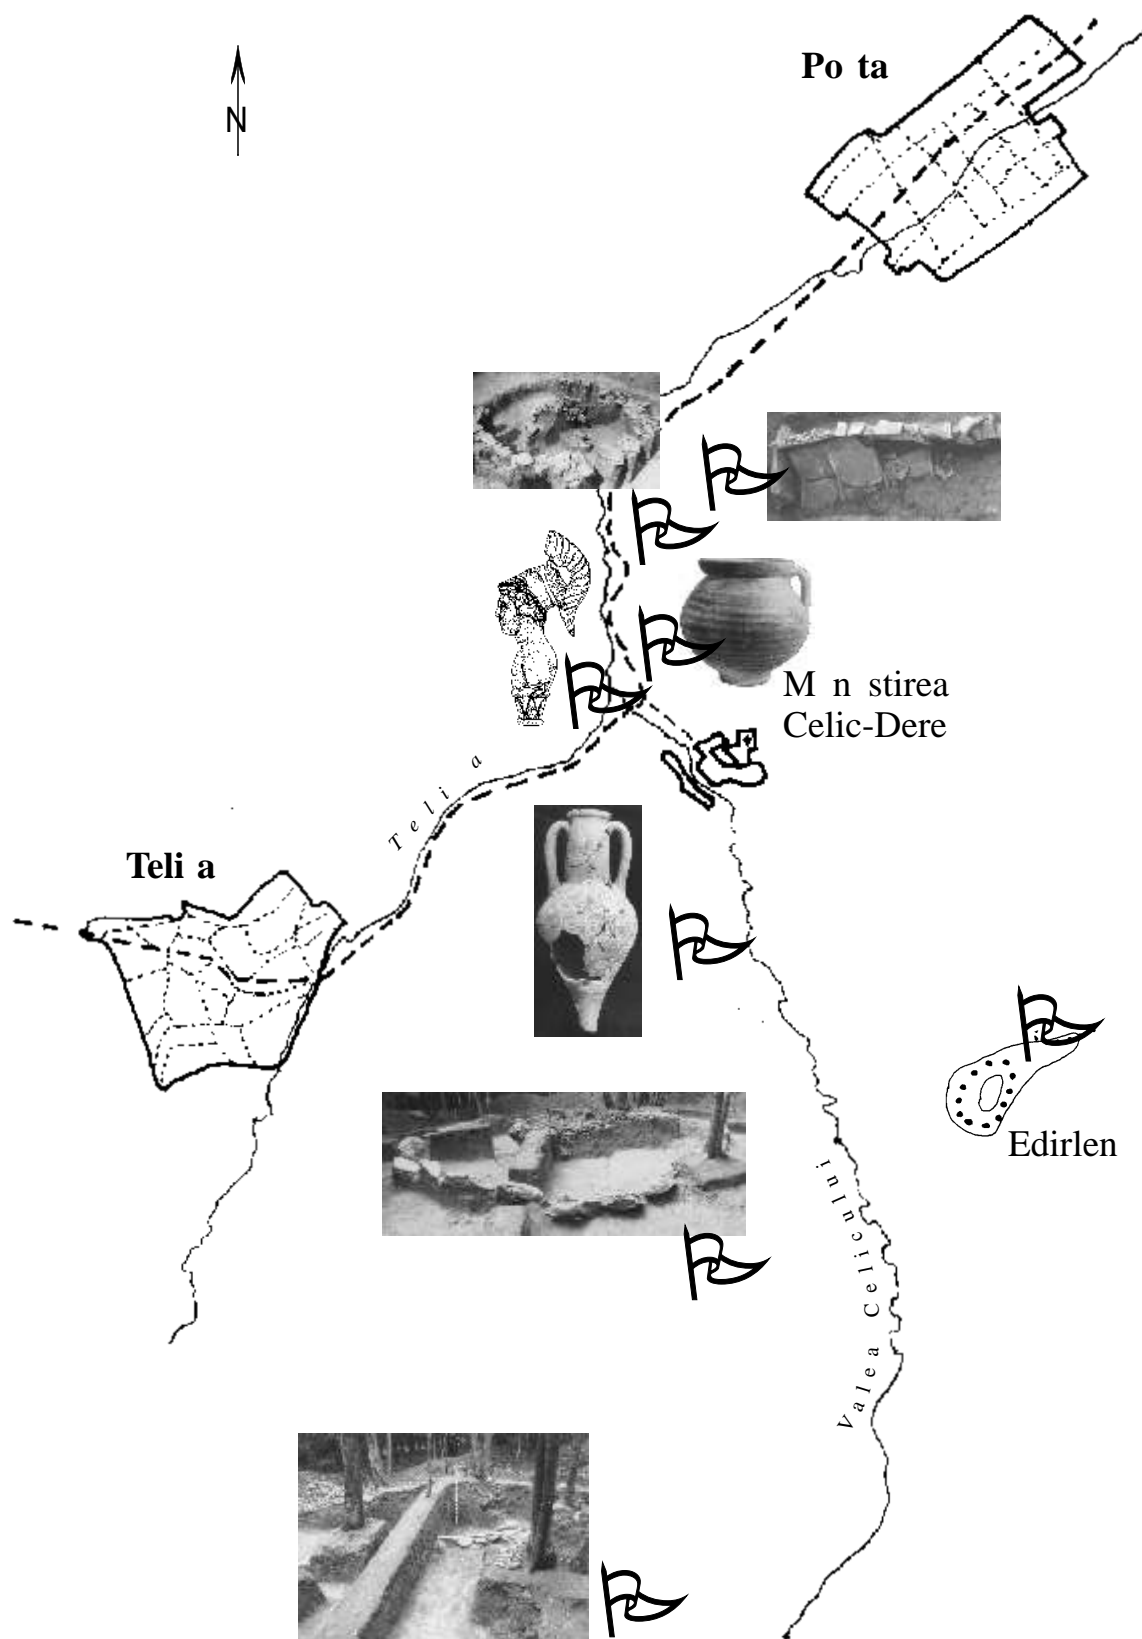 Po ta
N
M n stirea
Celic-Dere
Teli a
Teli a
Edirlen
Valea Celicului